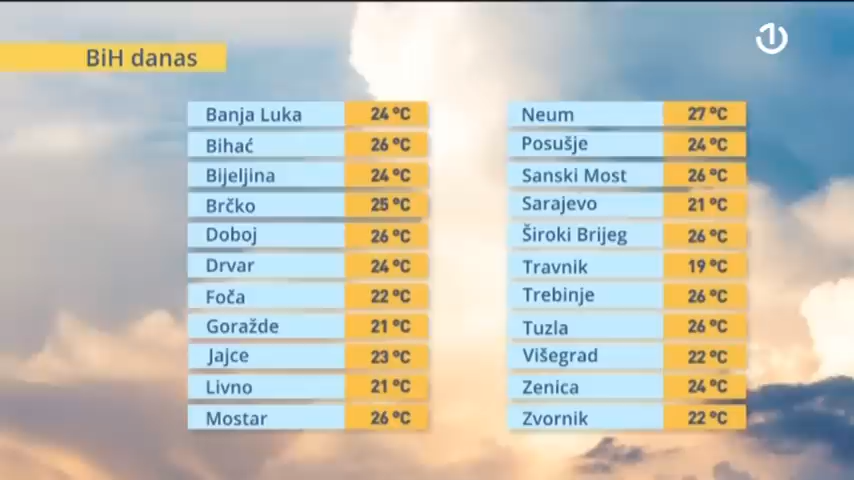 BiH danas
Banja Luka 24 °C
Bihać 26 °C
Bijeljina 24 °C
Brčko 25 °C
Doboj 26 °C
Drvar 24 °C
Foča 22 °C
Goražde 21 °C
Jajce 23 °C
Livno 21 °C
Mostar 26 °C
Neum 27 °C
Posušje 24 °C
Sanski Most 26 °C
Sarajevo 21 °C
Široki Brijeg 26 °C
Travnik 19 °C
Trebinje 26 °C
Tuzla 26 °C
Višegrad 22 °C
Zenica 24 °C
Zvornik 22 °C
1